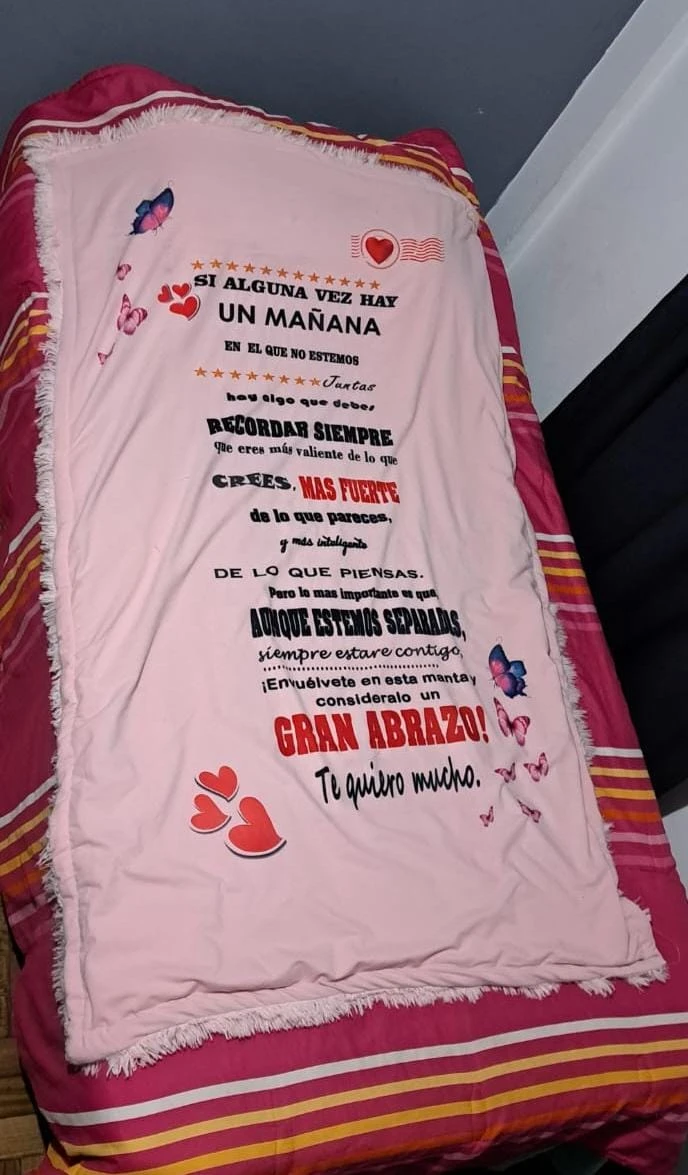 SI ALGUNA VEZ HAY
UN MAÑANA
EN EL QUE NO ESTEMOS
Juntas
hay algo que debes
RECORDAR SIEMPRE
Que eres más valiente de lo que
CREES, MAS FUERTE
de lo que pareces,
y más inteligente
DE LO QUE PIENSAS.
Pero lo mas importante es que,
AUNQUE ESTEMOS SEPARADAS,
siempre estare contigo,
¡Envuélvete en esta manta y
consideralo un
GRAN ABRAZO!
Te quiero mucho.